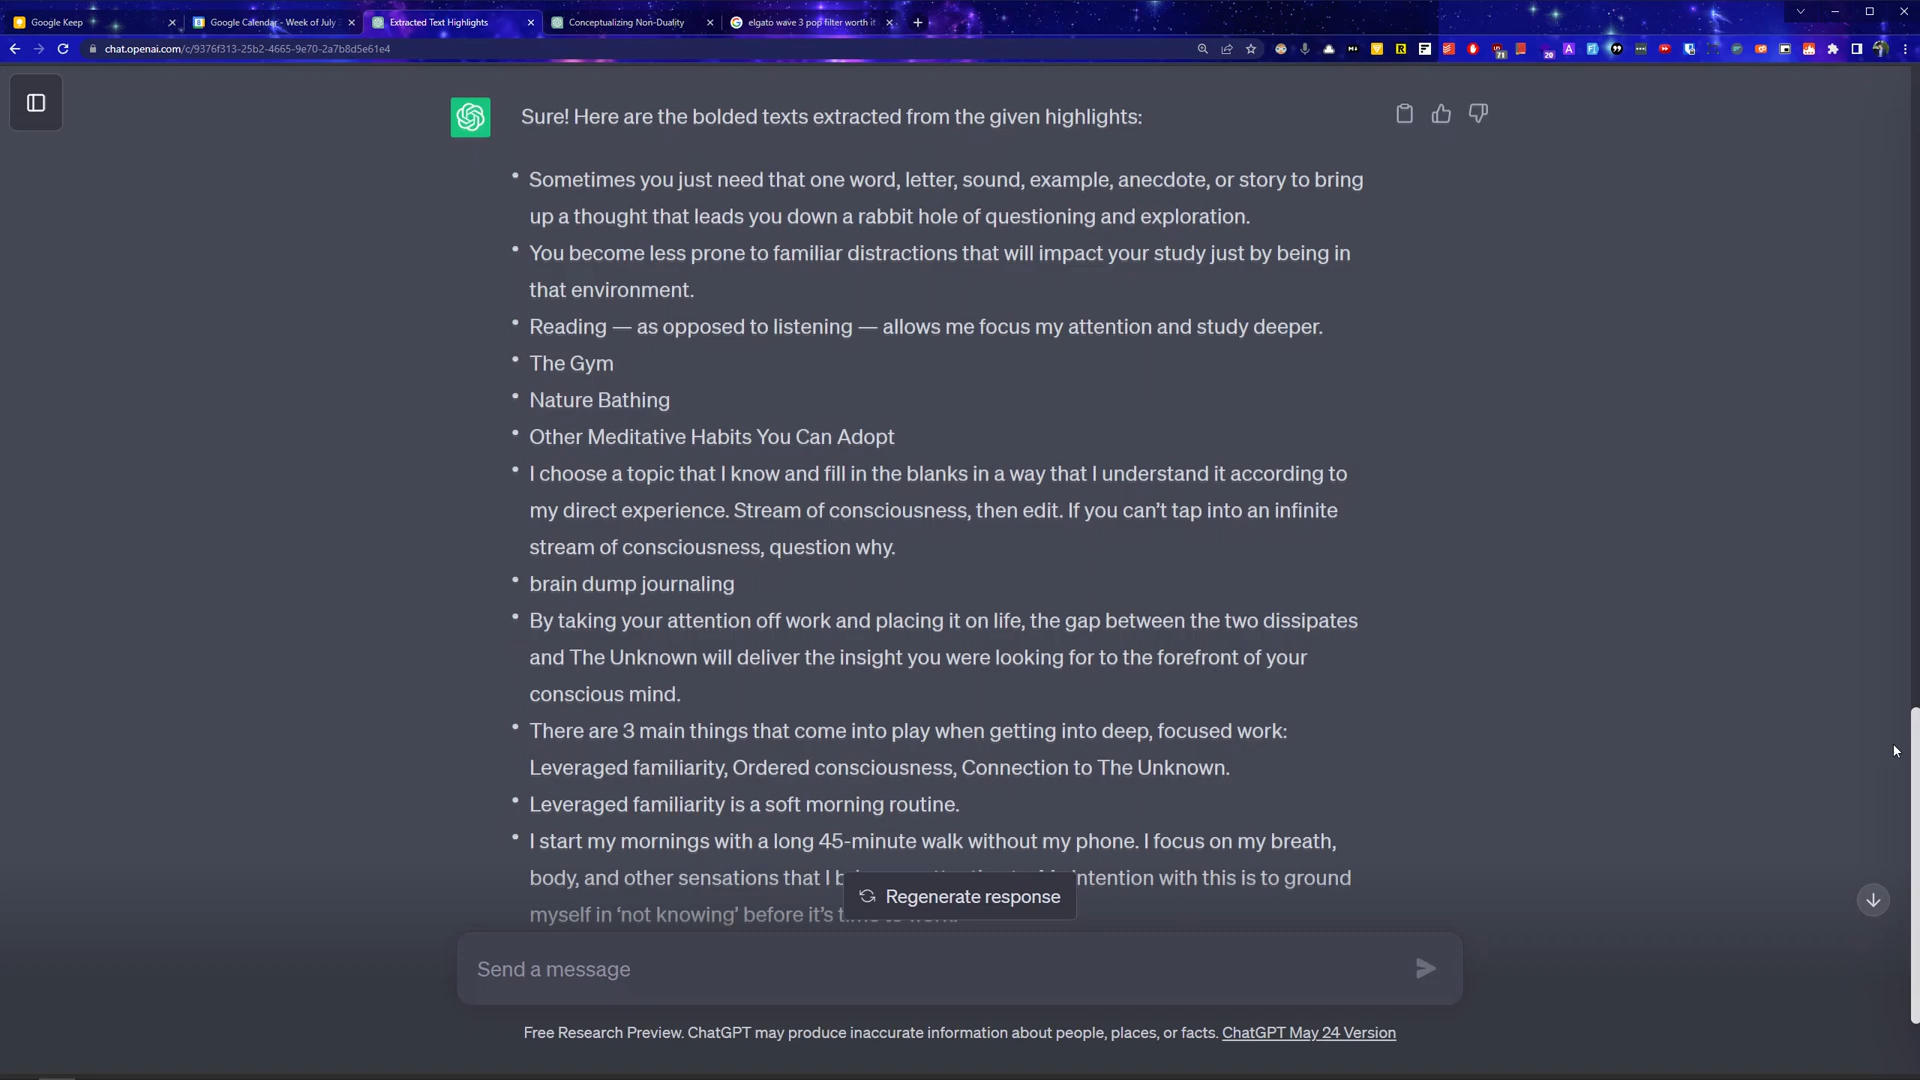 Google Keep
Google Calendar - Week of July
Extracted Text Highlights
Conceptualizing Non-Duality
elgato wave 3 pop filter worth it
chat.openai.com/c/9376f313-25b2-4665-9e70-2a7b8d5e61e4
Sure! Here are the bolded texts extracted from the given highlights:
• Sometimes you just need that one word, letter, sound, example, anecdote, or story to bring
up a thought that leads you down a rabbit hole of questioning and exploration.
• You become less prone to familiar distractions that will impact your study just by being in
that environment.
• Reading — as opposed to listening — allows me focus my attention and study deeper.
• The Gym
• Nature Bathing
• Other Meditative Habits You Can Adopt
• I choose a topic that I know and fill in the blanks in a way that I understand it according to
my direct experience. Stream of consciousness, then edit. If you can’t tap into an infinite
stream of consciousness, question why.
• brain dump journaling
• By taking your attention off work and placing it on life, the gap between the two dissipates
and The Unknown will deliver the insight you were looking for to the forefront of your
conscious mind.
• There are 3 main things that come into play when getting into deep, focused work:
Leveraged familiarity, Ordered consciousness, Connection to The Unknown.
• Leveraged familiarity is a soft morning routine.
• I start my mornings with a long 45-minute walk without my phone. I focus on my breath,
body, and other sensations that I intention with this is to ground
myself in ‘not knowing’ before it’s
Regenerate response
Send a message
Free Research Preview. ChatGPT may produce inaccurate information about people, places, or facts. ChatGPT May 24 Version